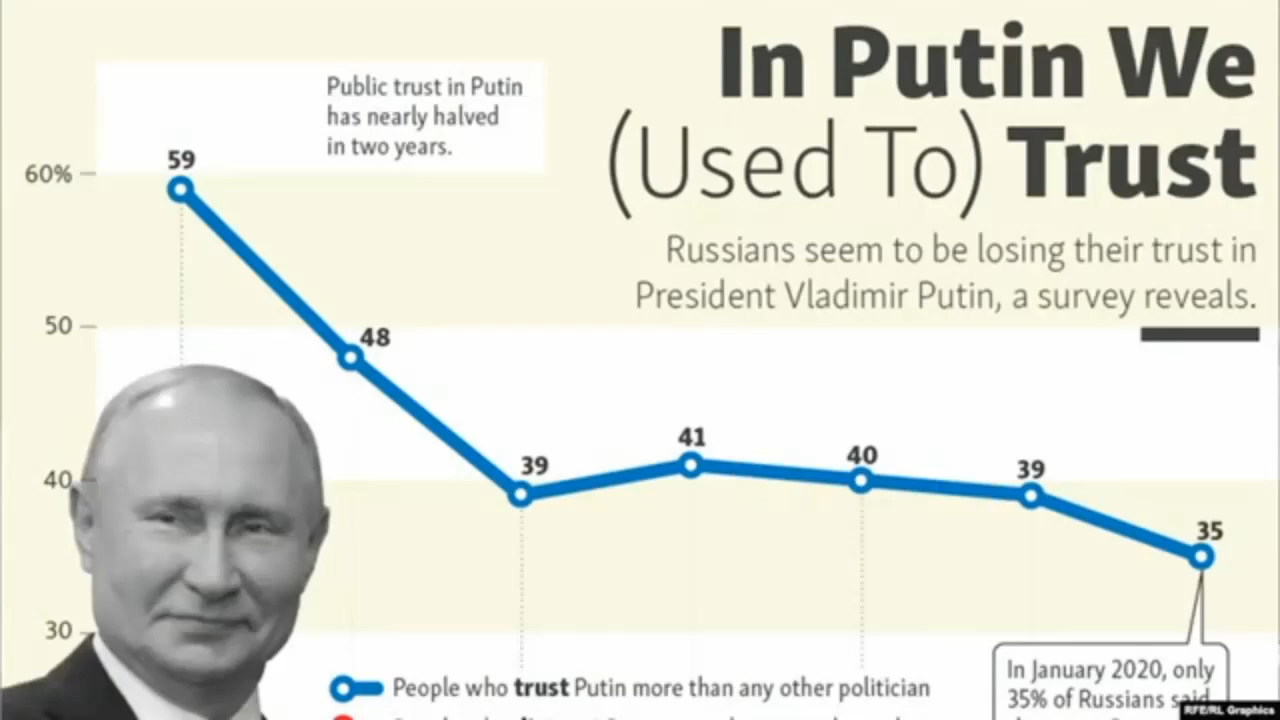 In Putin We
(Used To) Trust
Russians seem to be losing their trust in
President Vladimir Putin, a survey reveals.
Public trust in Putin
has nearly halved
in two years.
60%
50
40
30
59
48
39
41
40
39
35
People who trust Putin more than any other politician
In January 2020, only
35% of Russians said
RFE/RL Graphics